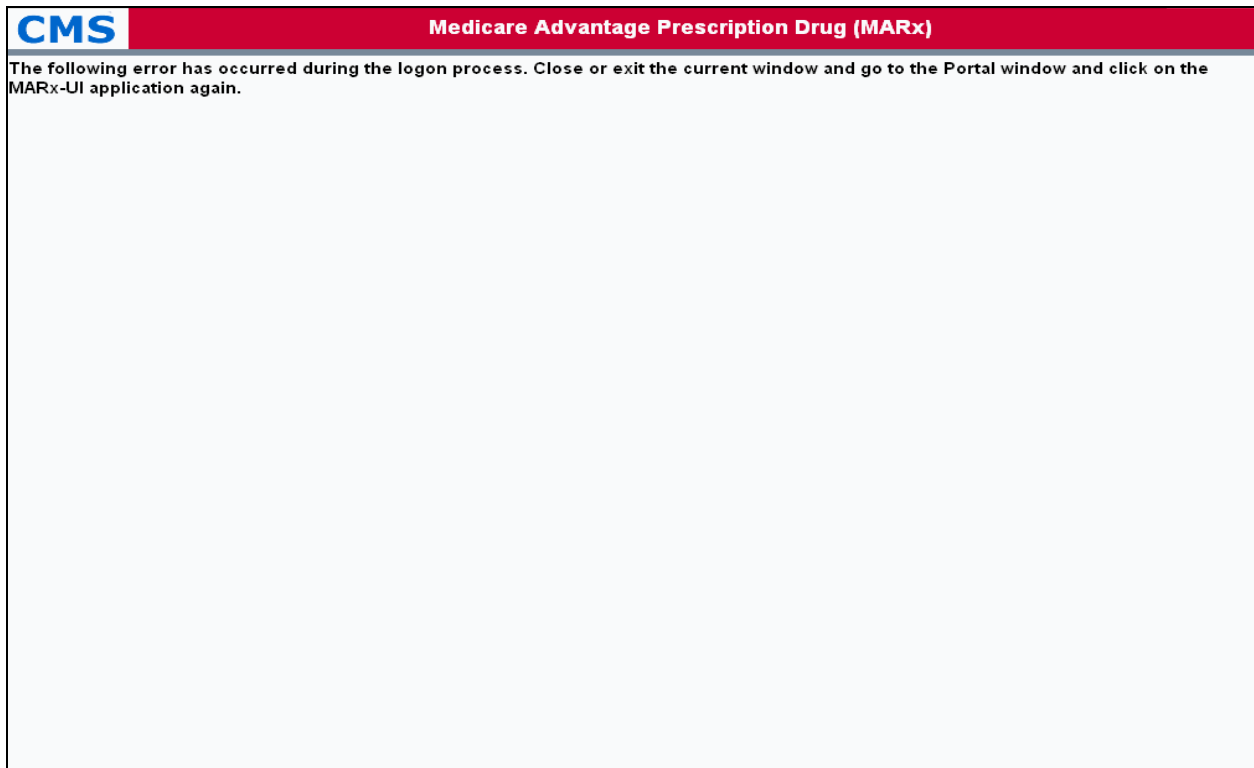 CMS
Medicare Advantage Prescription Drug (MARx)
The following error has occurred during the logon process. Close or exit the current window and go to the Portal window and click on the
MARx-UI application again.